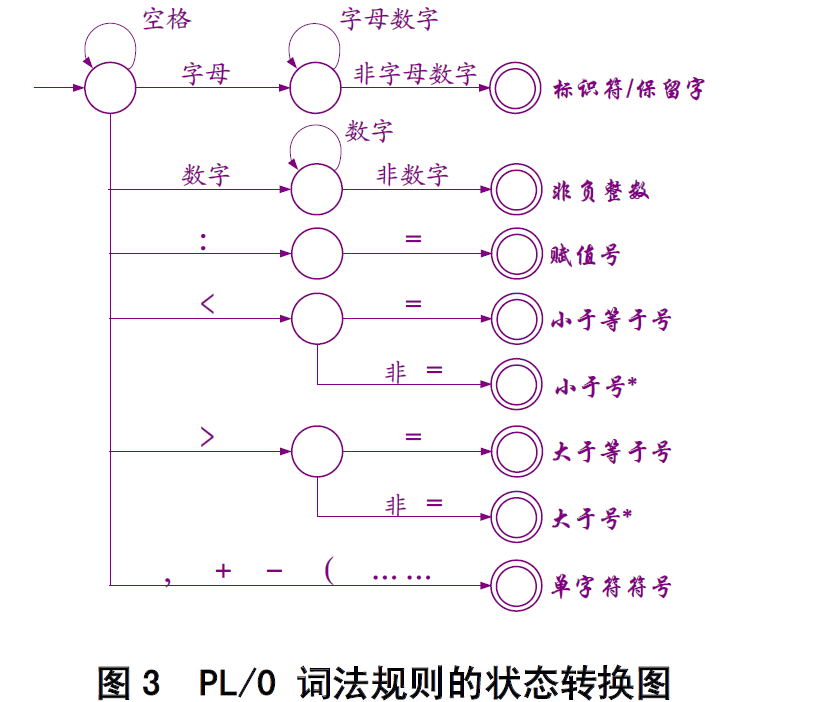 空格 字母数字
字母 非字母数字 标识符/保留字
数字
数字 非数字 非负整数
: = 赋值号
< = 小于等于号
非 = 小于号*
> = 大于等于号
非 = 大于号*
, + - ( …… 单字符符号
图 3 PL/0 词法规则的状态转换图